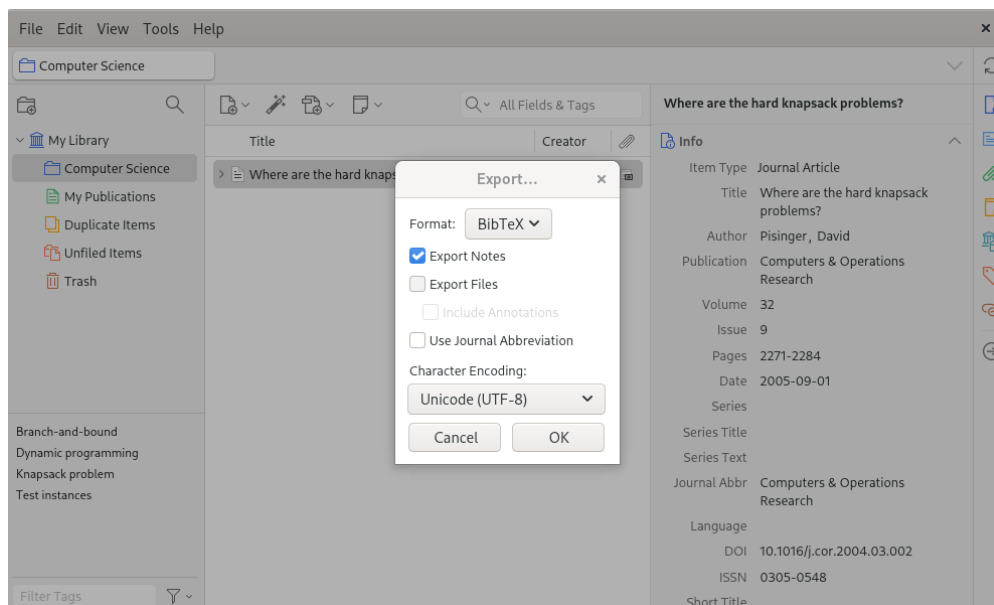 File Edit View Tools Help
Computer Science
All Fields & Tags
My Library
Computer Science
My Publications
Duplicate Items
Unfiled Items
Trash
Branch-and-bound
Dynamic programming
Knapsack problem
Test instances
Filter Tags
Title Creator
Where are the hard knaps
Export...
Format: BibTeX
Export Notes
Export Files
Include Annotations
Use Journal Abbreviation
Character Encoding:
Unicode (UTF-8)
Cancel OK
Where are the hard knapsack problems?
Info
Item Type Journal Article
Title Where are the hard knapsack
problems?
Author Pisinger, David
Publication Computers & Operations
Research
Volume 32
Issue 9
Pages 2271-2284
Date 2005-09-01
Series
Series Title
Series Text
Journal Abbr Computers & Operations
Research
Language
DOI 10.1016/j.cor.2004.03.002
ISSN 0305-0548
Short Title